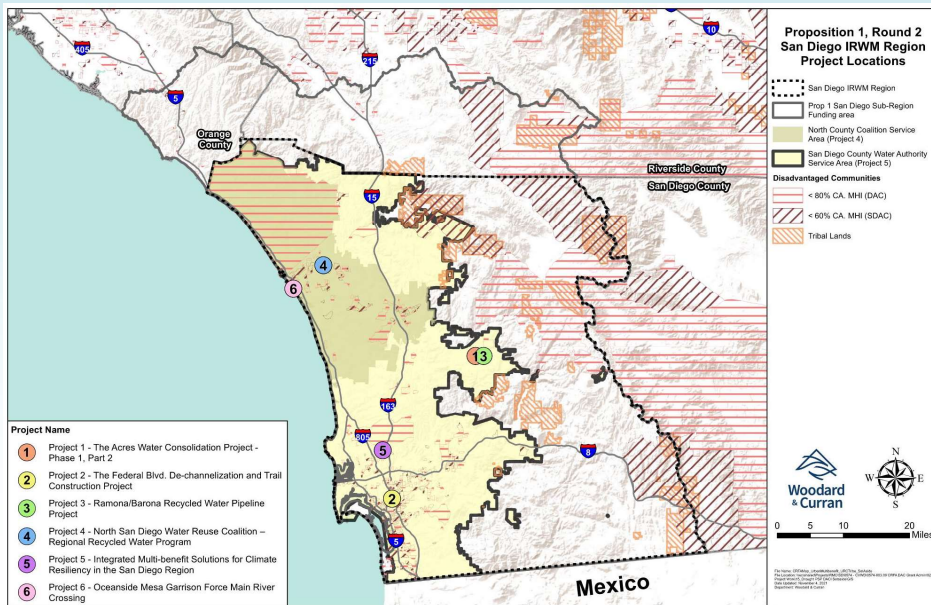 405
5
215
10
Orange
County
Riverside County
San Diego County
15
4
6
1
3
163
805
5
8
2
5
Mexico
Project Name
1 Project 1 - The Acres Water Consolidation Project -
Phase 1, Part 2
2 Project 2 - The Federal Blvd. De-channelization and Trail
Construction Project
3 Project 3 - Ramona/Barona Recycled Water Pipeline
Project
4 Project 4 - North San Diego Water Reuse Coalition –
Regional Recycled Water Program
5 Project 5 - Integrated Multi-benefit Solutions for Climate
Resiliency in the San Diego Region
6 Project 6 - Oceanside Mesa Garrison Force Main River
Crossing
Proposition 1, Round 2
San Diego IRWM Region
Project Locations
San Diego IRWM Region
Prop 1 San Diego Sub-Region
Funding area
North County Coalition Service
Area (Project 4)
San Diego County Water Authority
Service Area (Project 5)
Disadvantaged Communities
< 80% CA. MHI (DAC)
< 60% CA. MHI (SDAC)
Tribal Lands
Woodard
& Curran
N
W
E
S
0 5 10 20
Miles
Date Updated: November 4, 2023
Department: Woodard & Curran